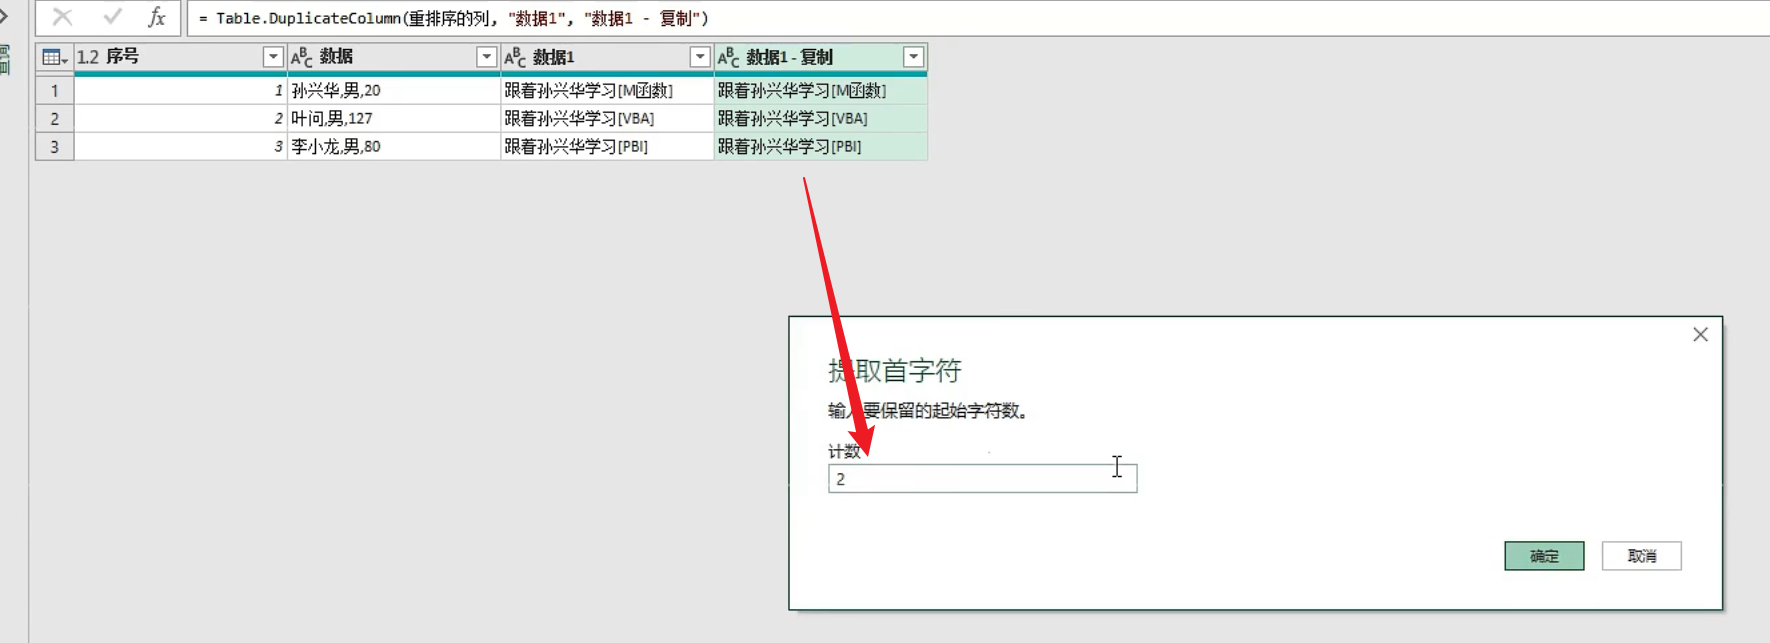 fx = Table.DuplicateColumn(重排序的列, "数据1", "数据1 - 复制")
1.2 序号 ABC 数据 ABC 数据1 ABC 数据1 - 复制
1 1 孙兴华,男,20 跟着孙兴华学习[M函数] 跟着孙兴华学习[M函数]
2 2 叶问,男,127 跟着孙兴华学习[VBA] 跟着孙兴华学习[VBA]
3 3 李小龙,男,80 跟着孙兴华学习[PBI] 跟着孙兴华学习[PBI]
提取首字符
输入要保留的起始字符数。
计数
2
确定 取消